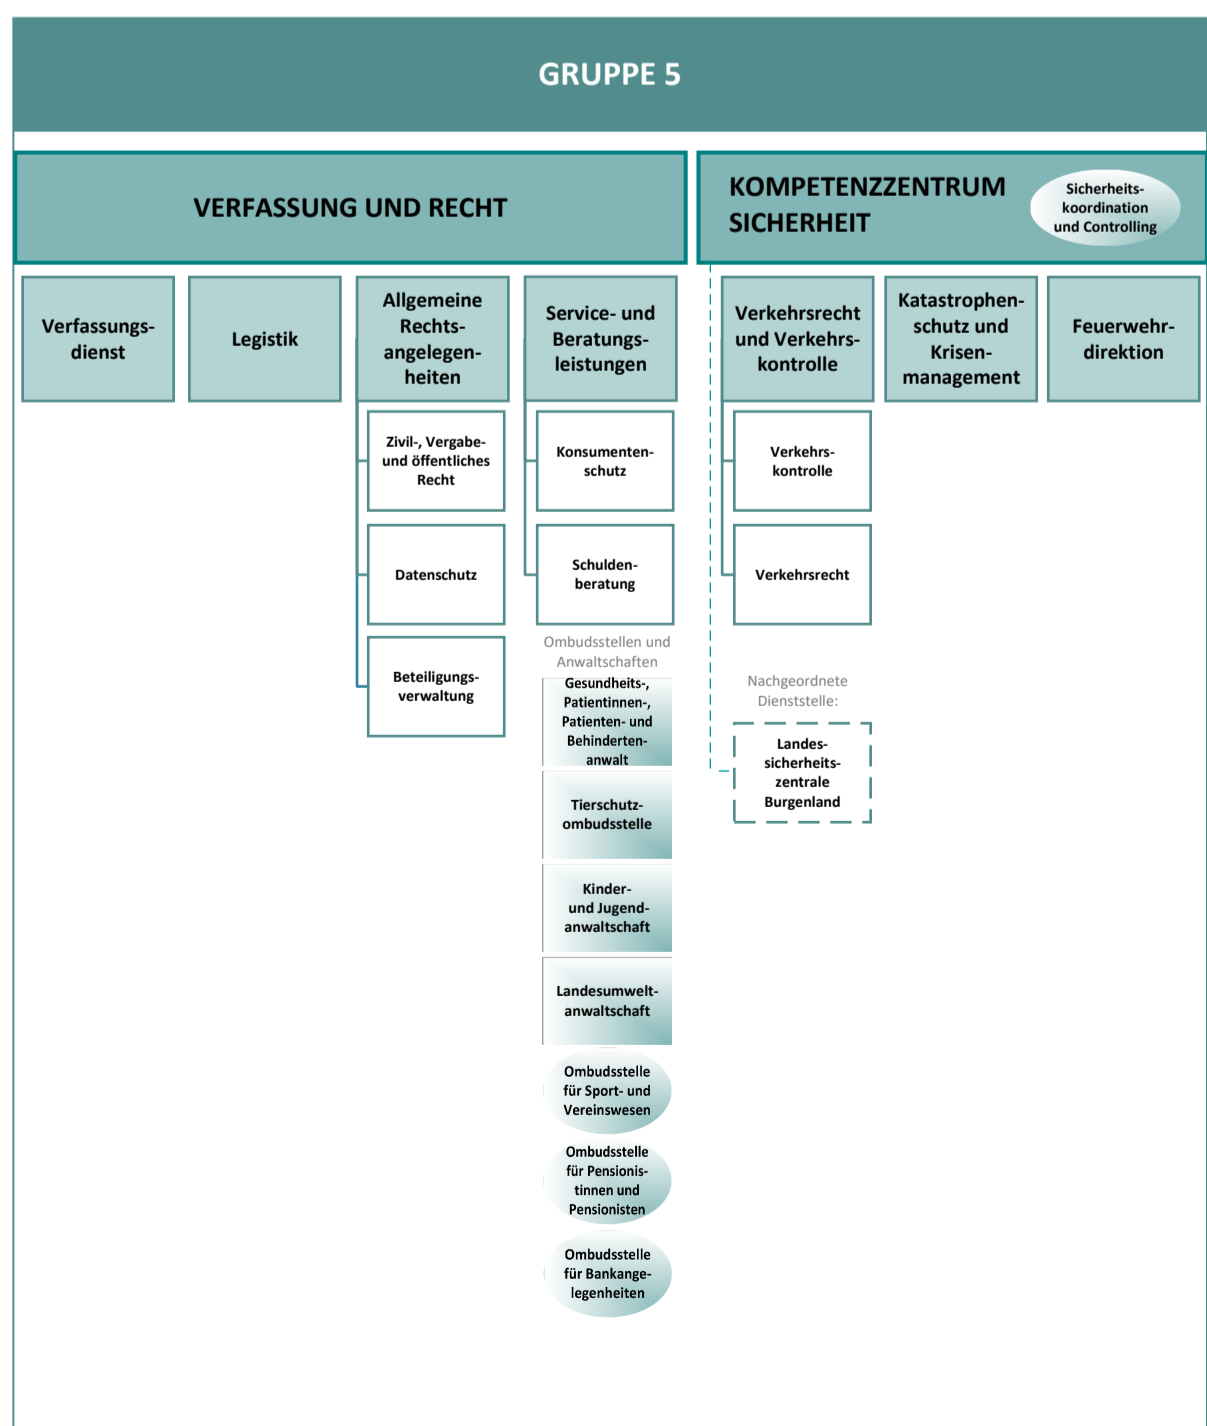 GRUPPE 5
VERFASSUNG UND RECHT
KOMPETENZZENTRUM
SICHERHEIT
Sicherheits-
koordination
und Controlling
Verfassungs-
dienst
Legistik
Allgemeine
Rechts-
angelegen-
heiten
Zivil-, Vergabe-
und öffentliches
Recht
Datenschutz
Beteiligungs-
verwaltung
Service- und
Beratungs-
leistungen
Konsumenten-
schutz
Schulden-
beratung
Ombudsstellen und
Anwaltschaften
Gesundheits-,
Patientinnen-,
Patienten- und
Behinderten-
anwalt
Tierschutz-
ombudsstelle
Kinder-
und Jugend-
anwaltschaft
Landesumwelt-
anwaltschaft
Ombudsstelle
für Sport- und
Vereinswesen
Ombudsstelle
für Pensionis-
tinnen und
Pensionisten
Ombudsstelle
für Bankange-
legenheiten
Verkehrsrecht
und Verkehrs-
kontrolle
Verkehrs-
kontrolle
Verkehrsrecht
Nachgeordnete
Dienststelle:
Landes-
sicherheits-
zentrale
Burgenland
Katastrophen-
schutz und
Krisen-
management
Feuerwehr-
direktion